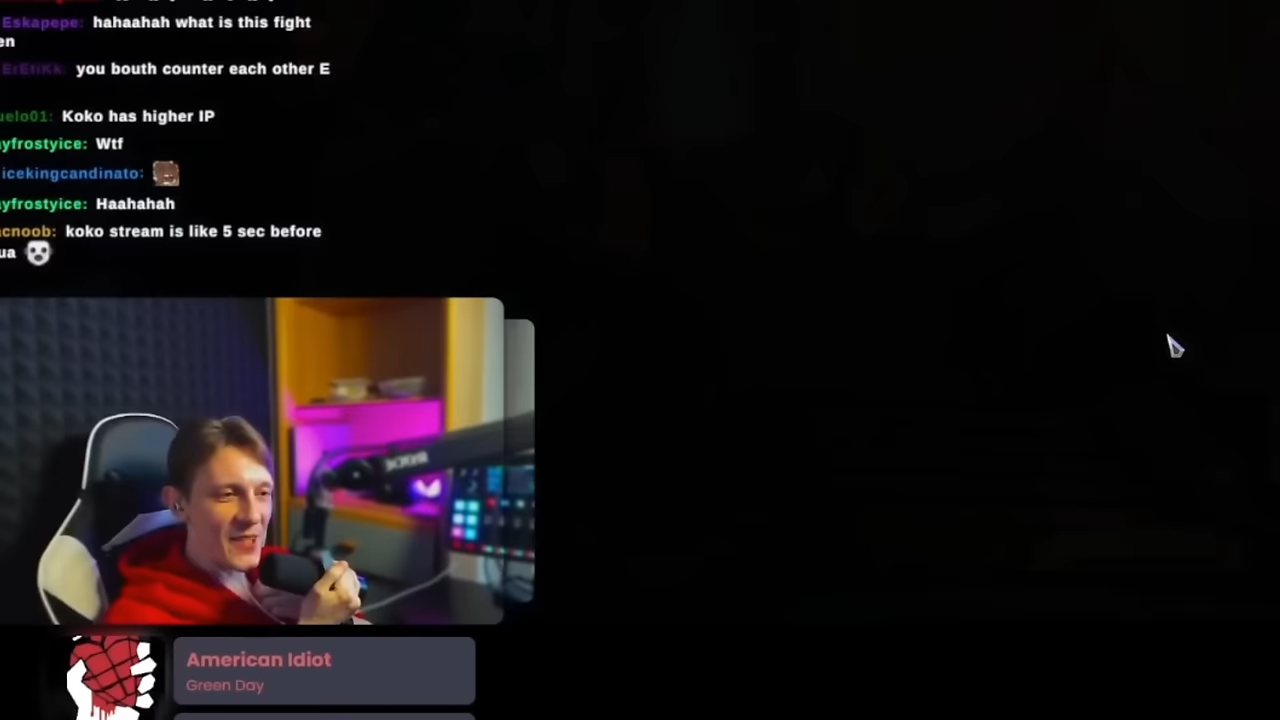 Eskapepe: hahaahah what is this fight
en
ErEtiKk: you bouth counter each other E
uelo01: Koko has higher IP
yfrostyice: Wtf
icekingcandinato:
yfrostyice: Haahahah
cnoob: koko stream is like 5 sec before
ua
American Idiot
Green Day